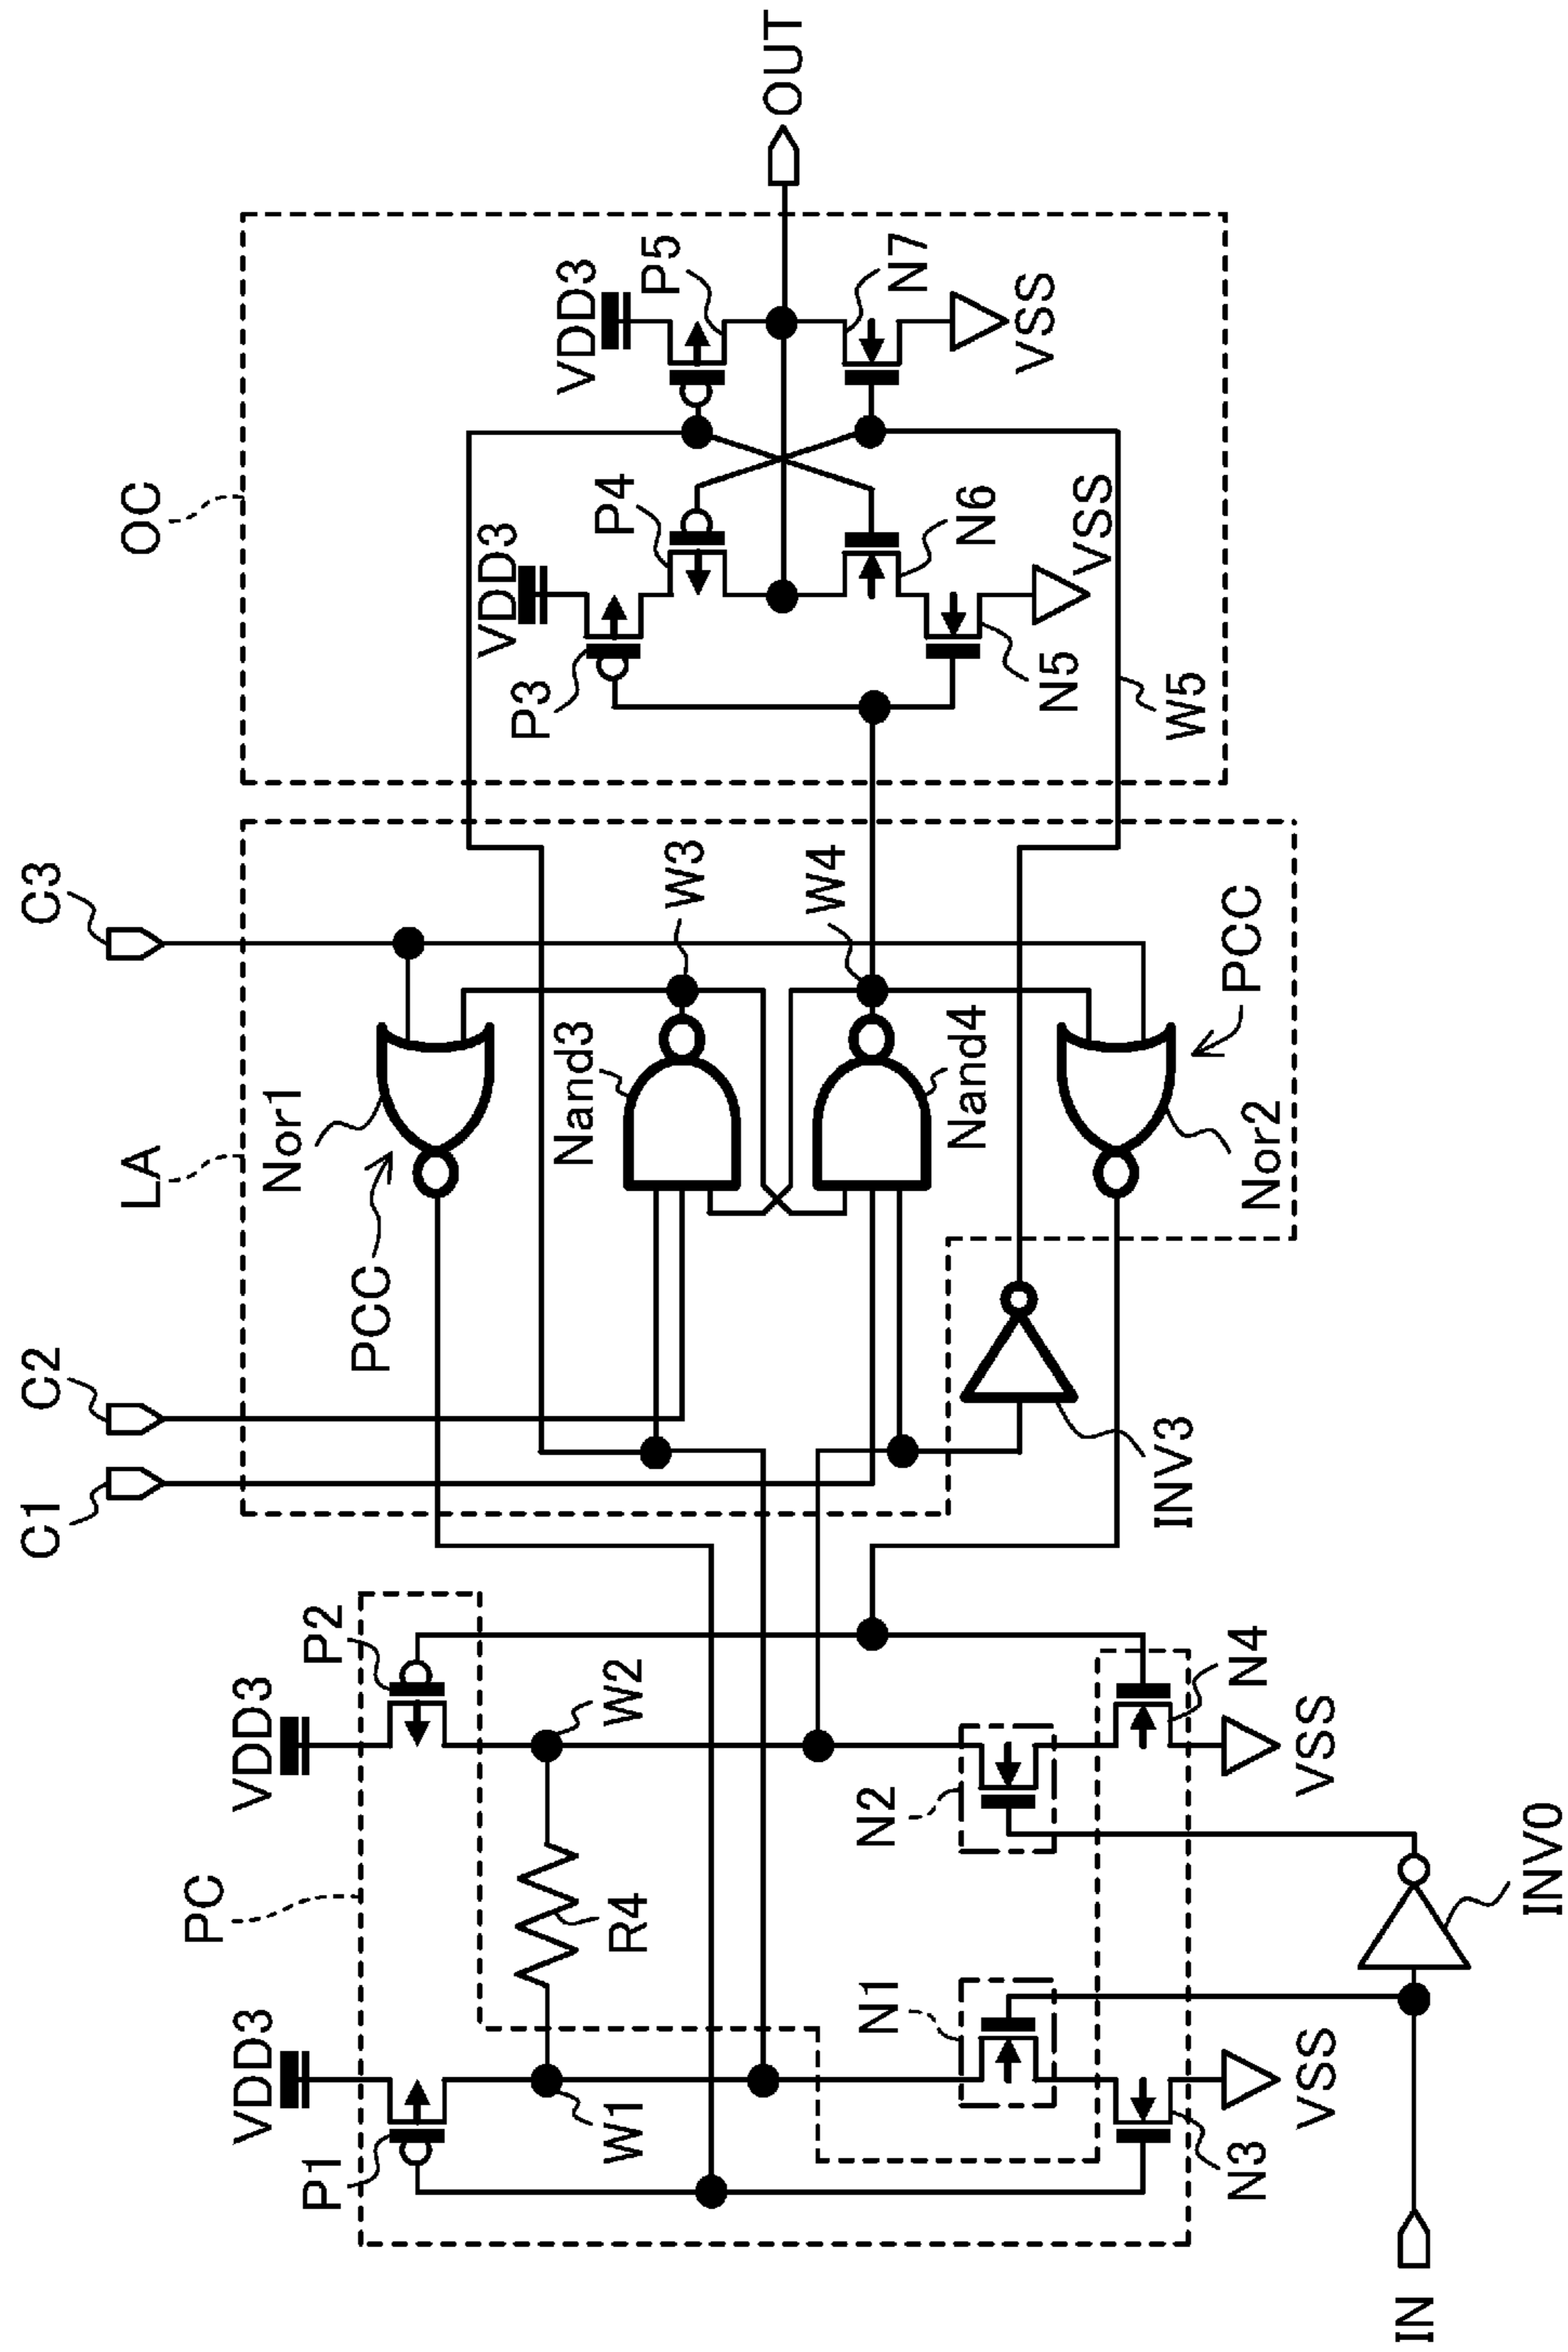 C1
C2
C3
LA
OC
PC
PCC
Nor1
VDD3
VDD3
P1
P2
W1
R4
W2
Nand3
W3
P3
VDD3
P4
VDD3
P5
OUT
N1
N2
W4
Nand4
N6
N7
N5
VSS
VSS
INV3
Nor2
PCC
W5
N3
VSS
N4
VSS
IN
INV0